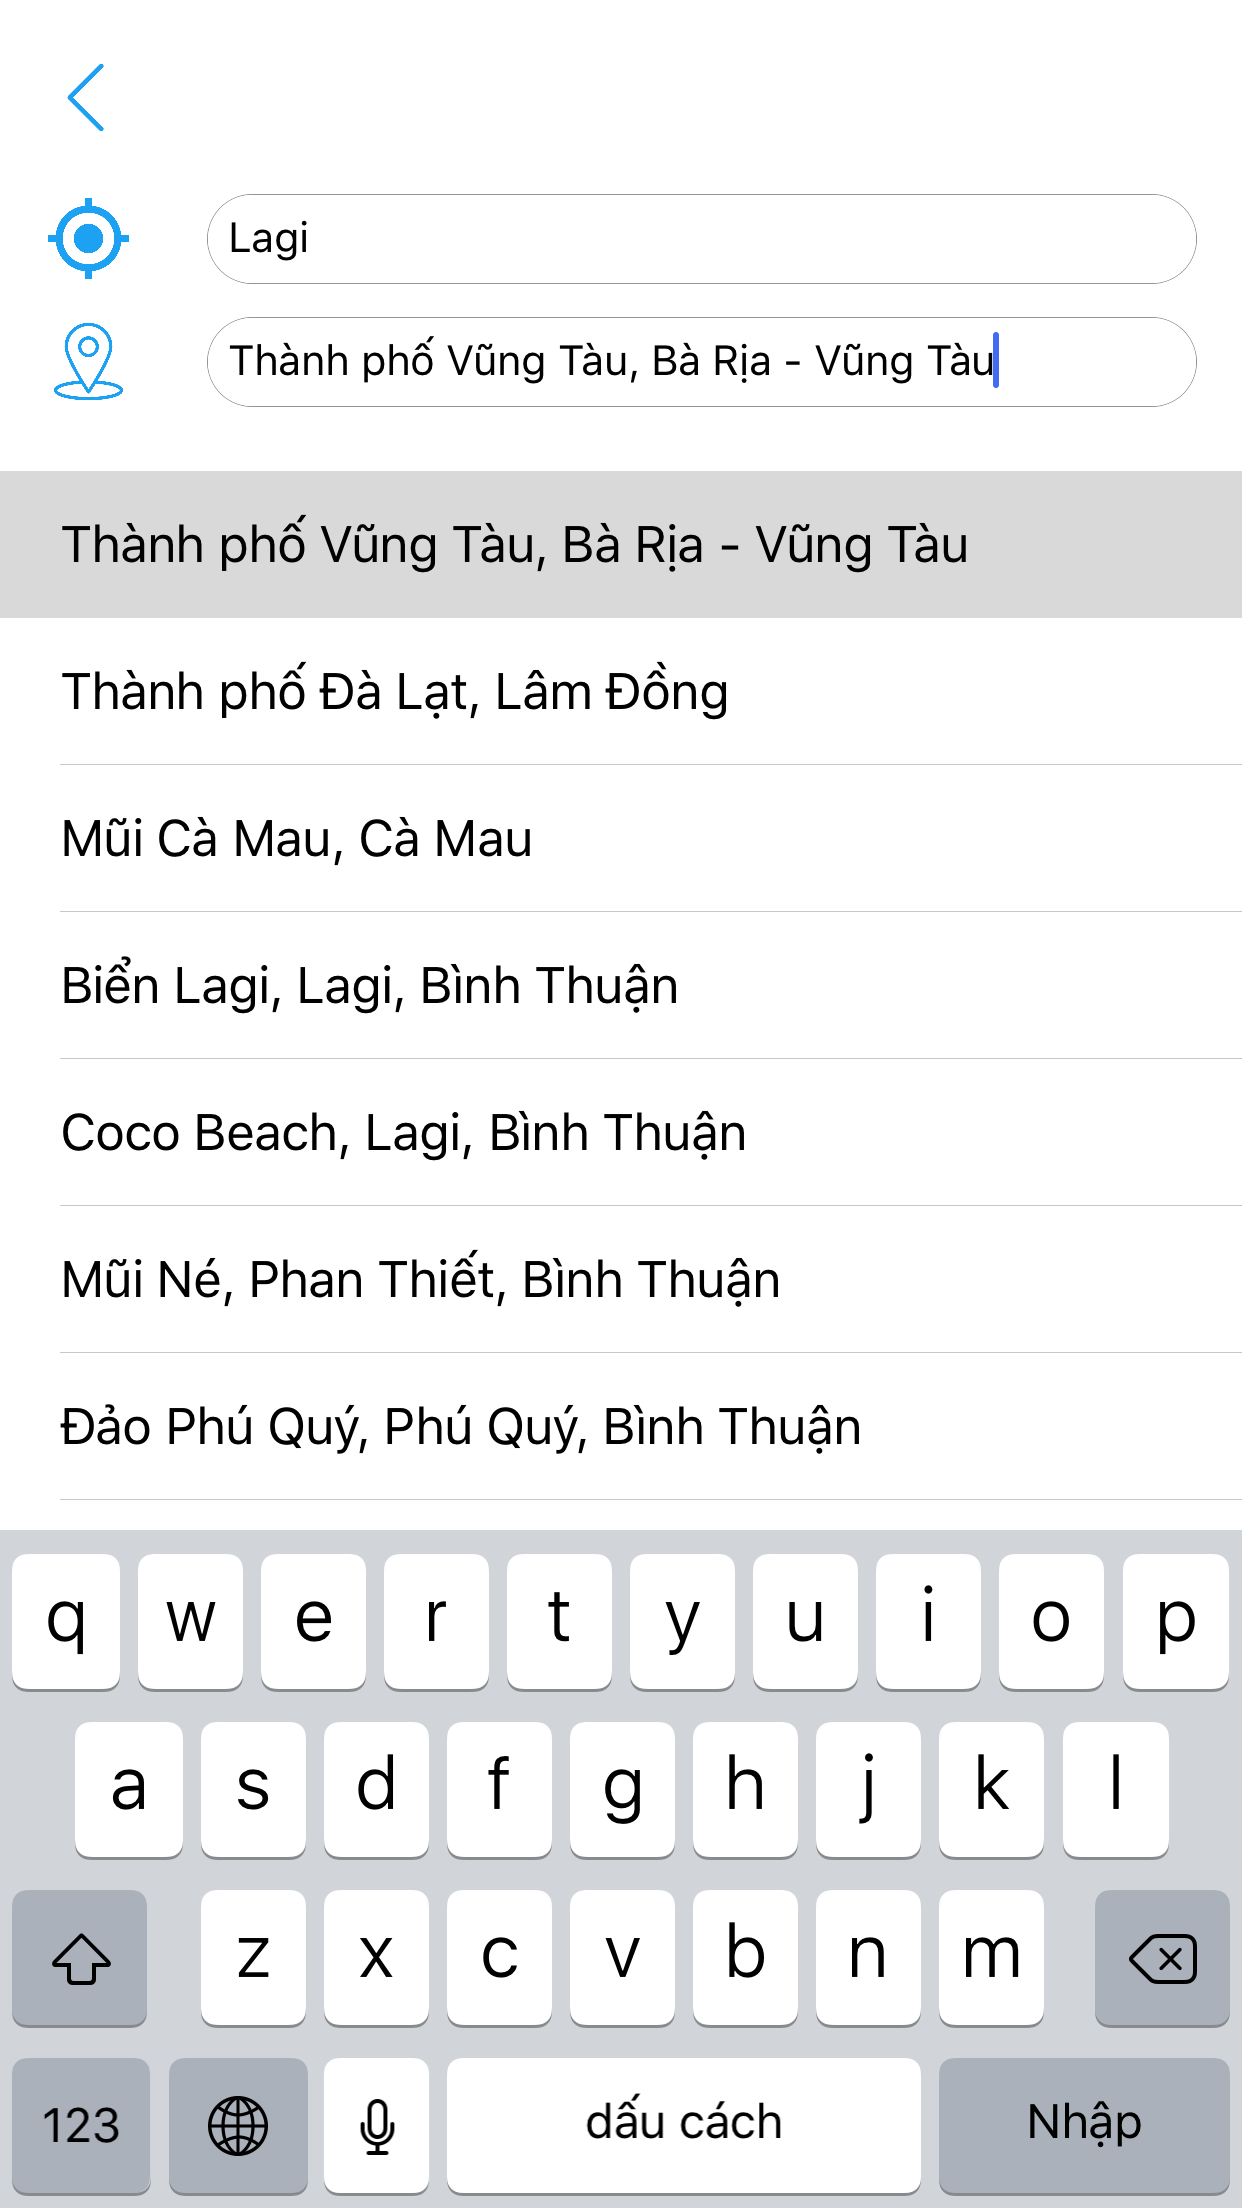 Lagi
Thành phố Vũng Tàu, Bà Rịa - Vũng Tàu
Thành phố Vũng Tàu, Bà Rịa - Vũng Tàu
Thành phố Đà Lạt, Lâm Đồng
Mũi Cà Mau, Cà Mau
Biển Lagi, Lagi, Bình Thuận
Coco Beach, Lagi, Bình Thuận
Mũi Né, Phan Thiết, Bình Thuận
Đảo Phú Quý, Phú Quý, Bình Thuận
q w e r t y u i o p
a s d f g h j k l
z x c v b n m
123 dấu cách Nhập